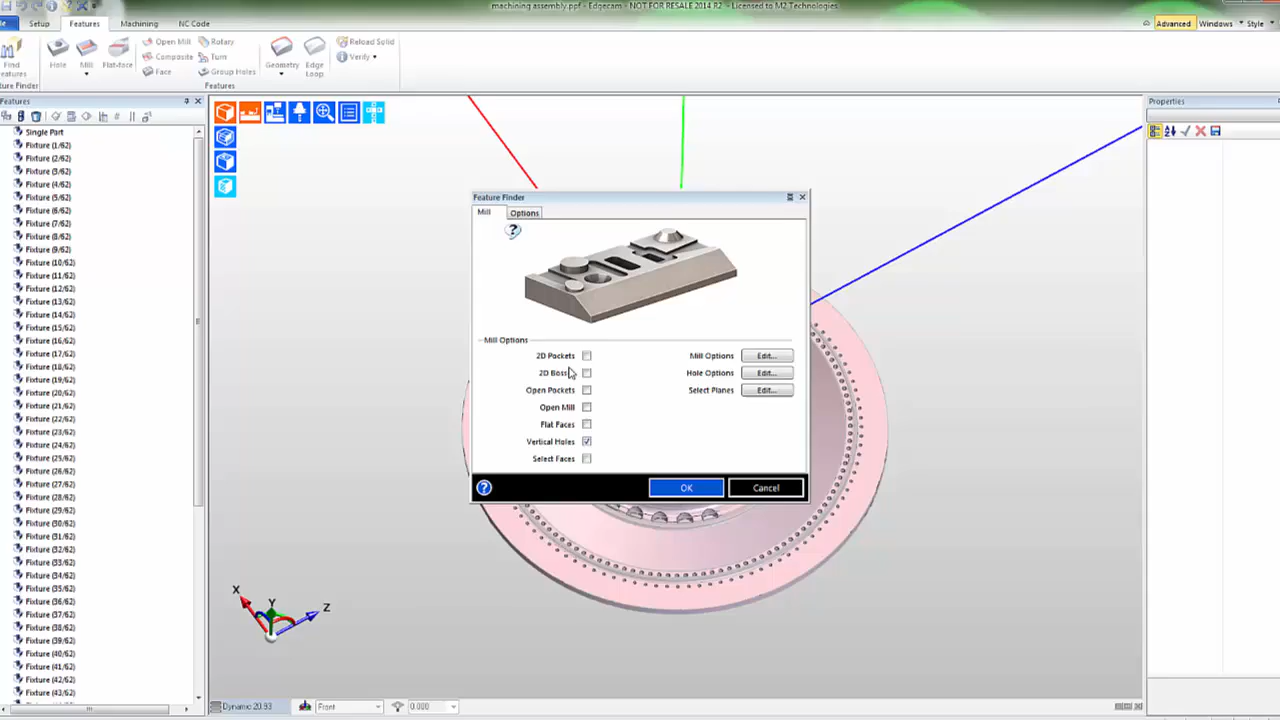 machining assembly.ppf - Edgecam - NOT FOR RESALE 2014 R2 - Licensed to M2 Technologies
Setup Features Machining NC Code Advanced Windows Style
Find Hole Mill Flat-face Open Mill Rotary Geometry Edge Reload Solid
Composite Turn Loop Verify
Face Group Holes
Features
Features
Properties
Single Part
Fixture (1/62)
Fixture (2/62)
Fixture (3/62)
Fixture (4/62)
Fixture (5/62)
Fixture (6/62)
Fixture (7/62)
Fixture (8/62)
Fixture (9/62)
Fixture (10/62)
Fixture (11/62)
Fixture (12/62)
Fixture (13/62)
Fixture (14/62)
Fixture (15/62)
Fixture (16/62)
Fixture (17/62)
Fixture (18/62)
Fixture (19/62)
Fixture (20/62)
Fixture (21/62)
Fixture (22/62)
Fixture (23/62)
Fixture (24/62)
Fixture (25/62)
Fixture (26/62)
Fixture (27/62)
Fixture (28/62)
Fixture (29/62)
Fixture (30/62)
Fixture (31/62)
Fixture (32/62)
Fixture (33/62)
Fixture (34/62)
Fixture (35/62)
Fixture (36/62)
Fixture (37/62)
Fixture (38/62)
Fixture (39/62)
Fixture (40/62)
Fixture (41/62)
Fixture (42/62)
Fixture (43/62)
Feature Finder
Mill Options
Mill Options
2D Pockets Mill Options Edit...
2D Boss Hole Options Edit...
Open Pockets Select Planes Edit...
Open Mill
Flat Faces
Vertical Holes
Select Faces
OK Cancel
X Y Z
Dynamic 20.93 Front 0.000